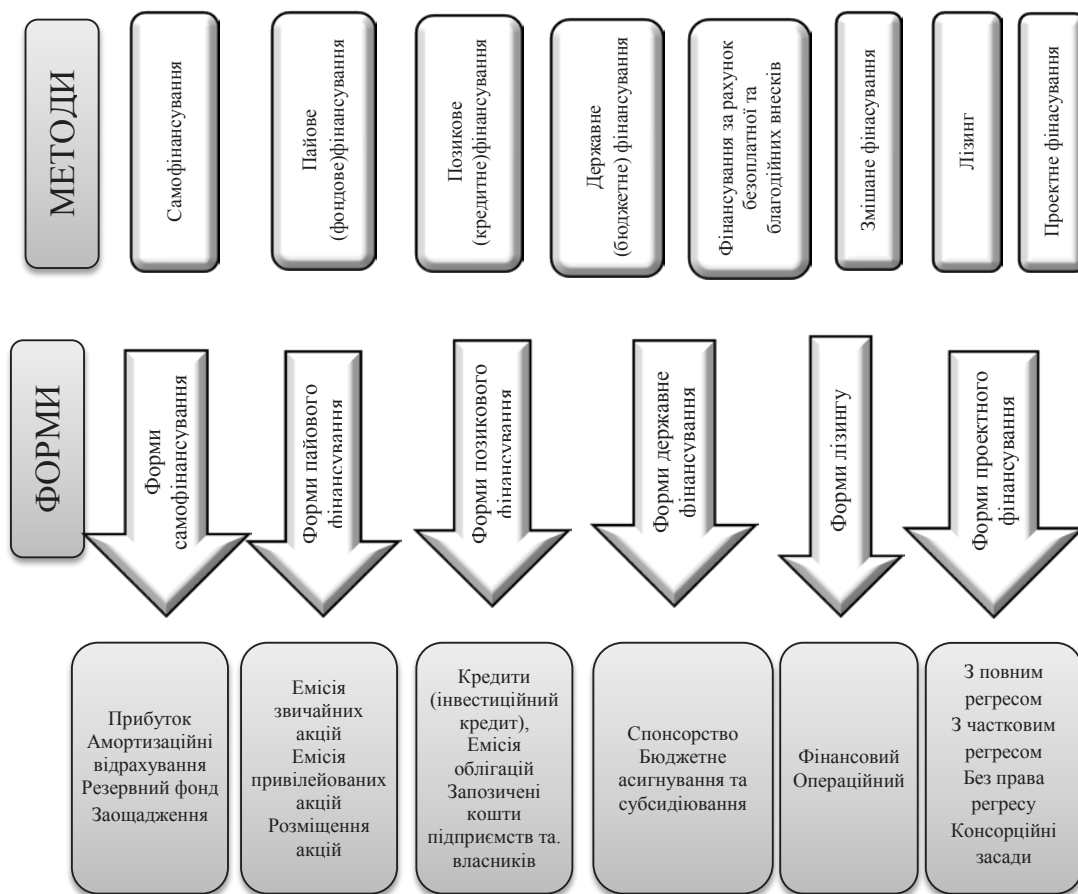 МЕТОДИ
Самофінансування
Пайове
(фондове)фінансування
Позикове
(кредитне)фінансування
Державне
(бюджетне) фінансування
Фінансування за рахунок
безоплатної та
благодійних внесків
Змішане фінасування
Лізинг
Проектне фінасування
ФОРМИ
Форми
самофінансування
Форми пайового
фінансування
Форми позикового
фінансування
Форми державне
фінансування
Форми лізингу
Форми проектного
фінансування
Прибуток
Амортизаційні
відрахування
Резервний фонд
Заощадження
Емісія
звичайних
акцій
Емісія
привілейованих
акцій
Розміщення
акцій
Кредити
(інвестиційний
кредит),
Емісія
облігацій
Запозичені
кошти
підприємств та.
власників
Спонсорство
Бюджетне
асигнування та
субсидіювання
Фінансовий
Операційний
З повним
регресом
З частковим
регресом
Без права
регресу
Консорційні
засади